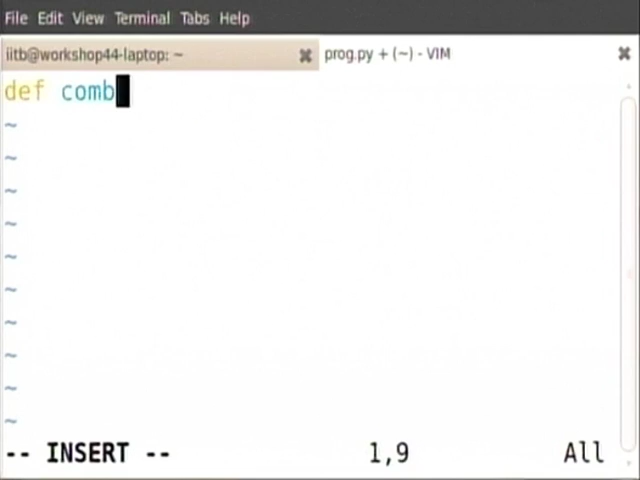 File Edit View Terminal Tabs Help
iitb@workshop44-laptop: ~ ✖ prog.py + (~) - VIM ✖
def comb
~
~
~
~
~
~
~
~
~
~
-- INSERT -- 1,9 All